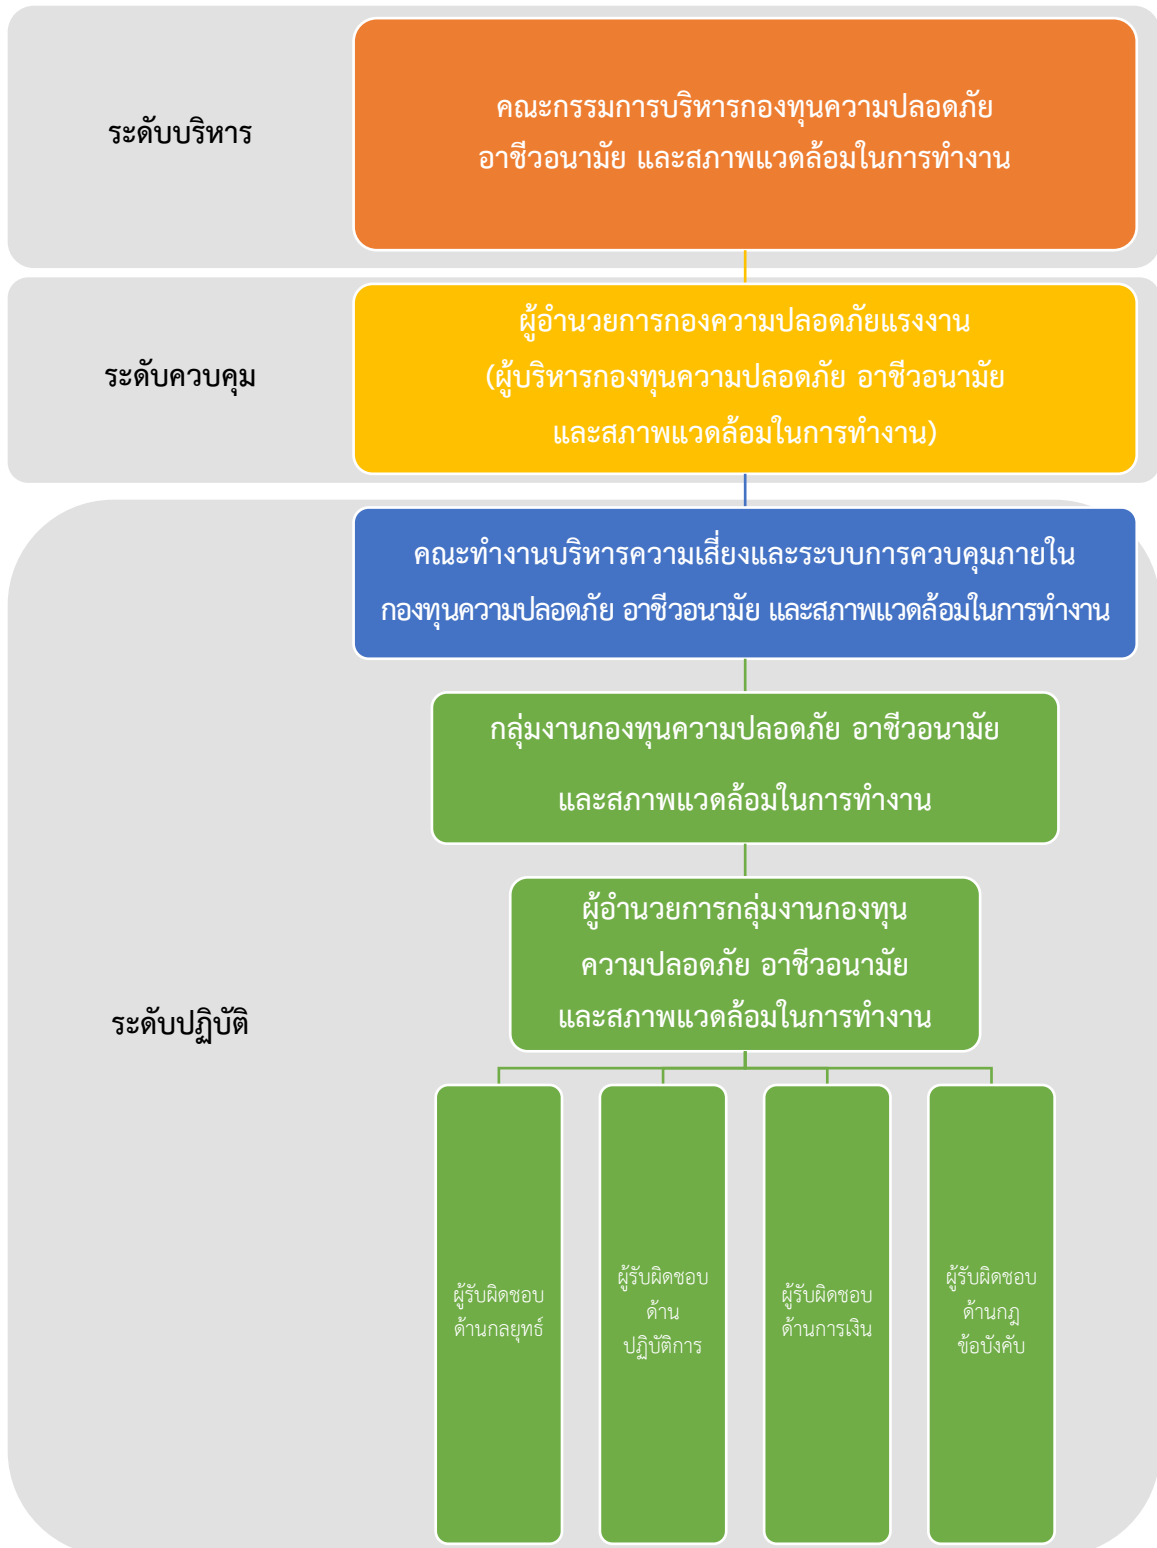 ระดับบริหาร
คณะกรรมการบริหารกองทุนความปลอดภัย
อาชีวอนามัย และสภาพแวดล้อมในการทำงาน
ระดับควบคุม
ผู้อำนวยการกองความปลอดภัยแรงงาน
(ผู้บริหารกองทุนความปลอดภัย อาชีวอนามัย
และสภาพแวดล้อมในการทำงาน)
ระดับปฏิบัติ
คณะทำงานบริหารความเสี่ยงและระบบการควบคุมภายใน
กองทุนความปลอดภัย อาชีวอนามัย และสภาพแวดล้อมในการทำงาน
กลุ่มงานกองทุนความปลอดภัย อาชีวอนามัย
และสภาพแวดล้อมในการทำงาน
ผู้อำนวยการกลุ่มงานกองทุน
ความปลอดภัย อาชีวอนามัย
และสภาพแวดล้อมในการทำงาน
ผู้รับผิดชอบ
ด้านกลยุทธ์
ผู้รับผิดชอบ
ด้าน
ปฏิบัติการ
ผู้รับผิดชอบ
ด้านการเงิน
ผู้รับผิดชอบ
ด้านกฎ
ข้อบังคับ